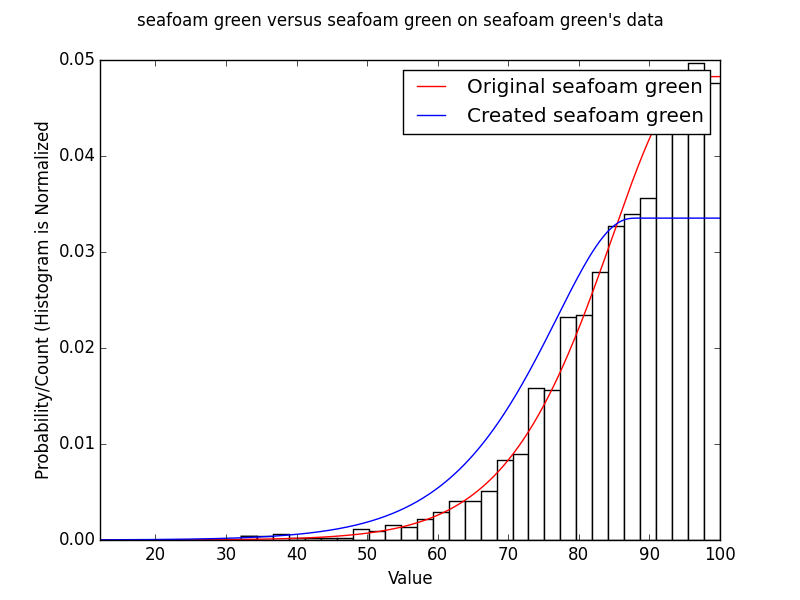 seafoam green versus seafoam green on seafoam green's data
0.05
0.04
0.03
0.02
0.01
0.00
Probability/Count (Histogram is Normalized
Original seafoam green
Created seafoam green
20 30 40 50 60 70 80 90 100
Value